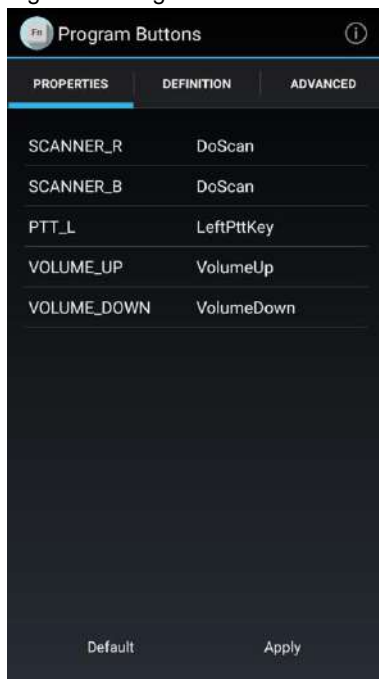 Fn Program Buttons
PROPERTIES DEFINITION ADVANCED
SCANNER_R DoScan
SCANNER_B DoScan
PTT_L LeftPttKey
VOLUME_UP VolumeUp
VOLUME_DOWN VolumeDown
Default Apply